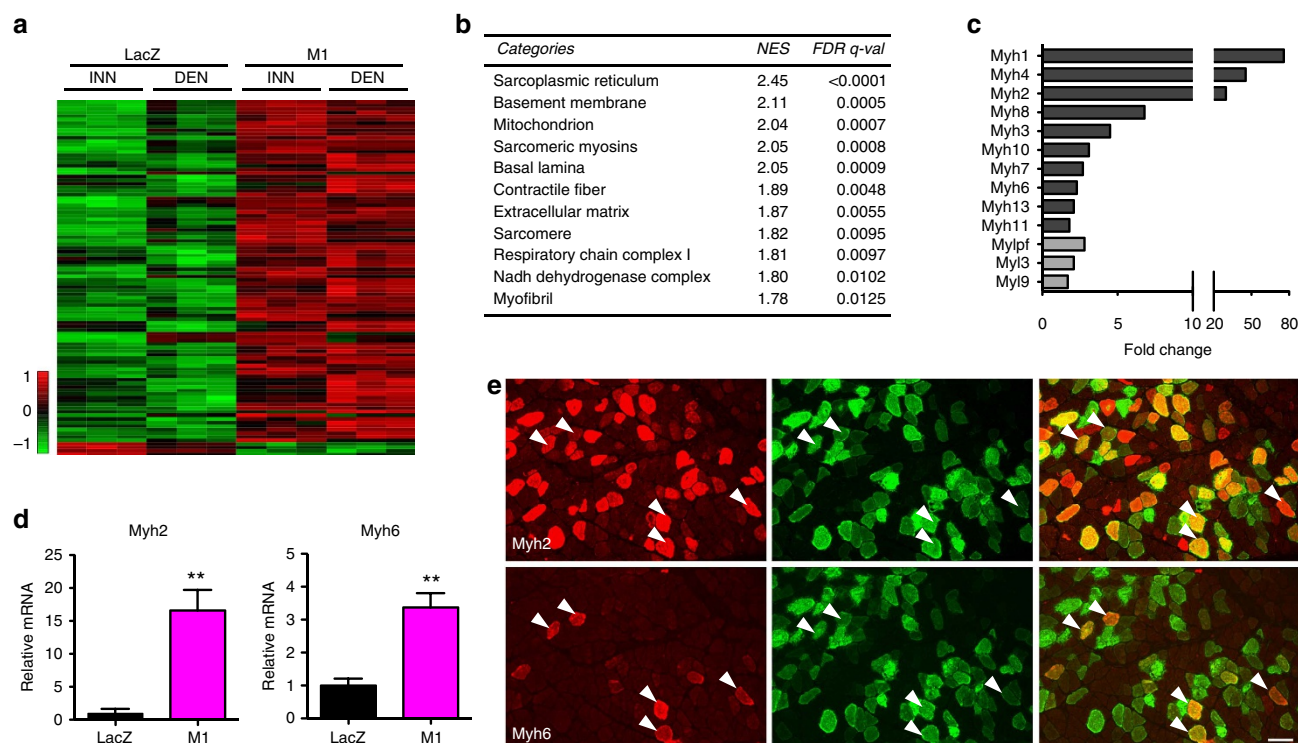 a
LacZ M1
INN DEN INN DEN
1
0
−1
b
Categories NES FDR q-val
Sarcoplasmic reticulum 2.45 <0.0001
Basement membrane 2.11 0.0005
Mitochondrion 2.04 0.0007
Sarcomeric myosins 2.05 0.0008
Basal lamina 2.05 0.0009
Contractile fiber 1.89 0.0048
Extracellular matrix 1.87 0.0055
Sarcomere 1.82 0.0095
Respiratory chain complex I 1.81 0.0097
Nadh dehydrogenase complex 1.80 0.0102
Myofibril 1.78 0.0125
c
Myh1
Myh4
Myh2
Myh8
Myh3
Myh10
Myh7
Myh6
Myh13
Myh11
Mylpf
Myl3
Myl9
0 5 10 20 50 80
Fold change
d
Myh2
Relative mRNA
25
20
15
10
5
0
**
LacZ M1
Myh6
Relative mRNA
5
4
3
2
1
0
**
LacZ M1
e
Myh2
Myh6